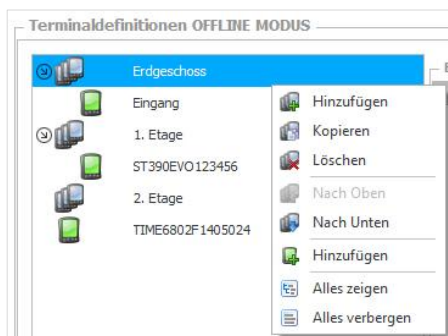 Terminaldefinitionen OFFLINE MODUS
Erdgeschoss
Eingang
1. Etage
ST390EVO123456
2. Etage
TIME6802F1405024
Hinzufügen
Kopieren
Löschen
Nach Oben
Nach Unten
Hinzufügen
Alles zeigen
Alles verbergen